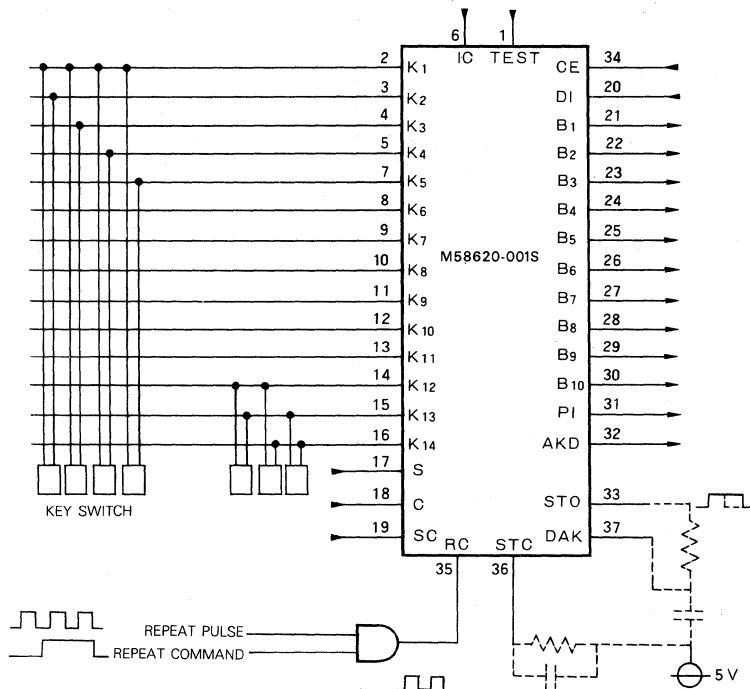 6 1
IC TEST
2 K1 CE 34
3 K2 DI 20
4 K3 B1 21
5 K4 B2 22
7 K5 B3 23
8 K6 B4 24
9 K7 B5 25
M58620-001S
10 K8 B6 26
11 K9 B7 27
12 K10 B8 28
13 K11 B9 29
14 K12 B10 30
15 K13 PI 31
16 K14 AKD 32
17 S
18 C STO 33
KEY SWITCH
19 SC DAK 37
RC STC
35 36
REPEAT PULSE
REPEAT COMMAND
5 V